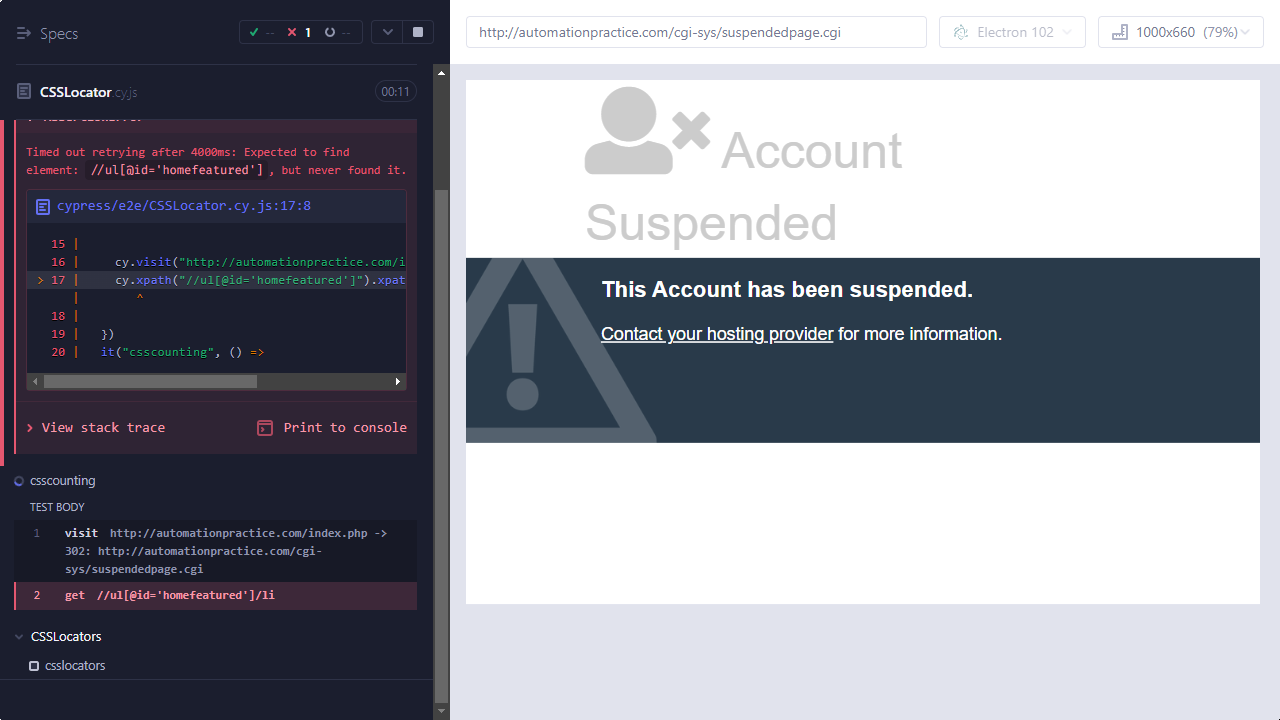 Specs
-- 1 --
CSSLocator.cy.js 00:11
Timed out retrying after 4000ms: Expected to find
element: //ul[@id='homefeatured'] , but never found it.
cypress/e2e/CSSLocator.cy.js:17:8
15 |
16 | cy.visit("http://automationpractice.com/i
> 17 | cy.xpath("//ul[@id='homefeatured']").xpat
| ^
18 |
19 | })
20 | it("csscounting", () =>
View stack trace Print to console
csscounting
TEST BODY
1 visit http://automationpractice.com/index.php ->
302: http://automationpractice.com/cgi-
sys/suspendedpage.cgi
2 get //ul[@id='homefeatured']/li
CSSLocators
csslocators
http://automationpractice.com/cgi-sys/suspendedpage.cgi
Electron 102
1000x660 (79%)
Account
Suspended
This Account has been suspended.
Contact your hosting provider for more information.